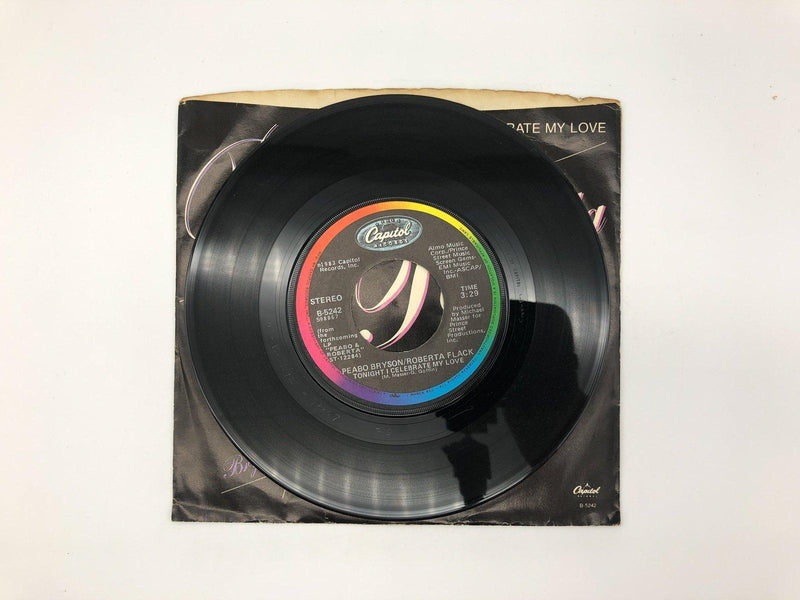 RATE MY LOVE
Capitol
RECORDS
℗1983 Capitol
Records, Inc.
STEREO
B-5242
(from
the
forthcoming
LP
"PEABO &
ROBERTA"
ST-12284)
Almo Music
Corp./Prince
Street Music
Screen Gems-
EMI Music
Inc./ASCAP/
BMI
TIME
3:29
Produced
by Michael
Masser for
Prince
Street
Productions,
Inc.
PEABO BRYSON/ROBERTA FLACK
TONIGHT I CELEBRATE MY LOVE
(M. Masser-G. Goffin)
Capitol
B-5242